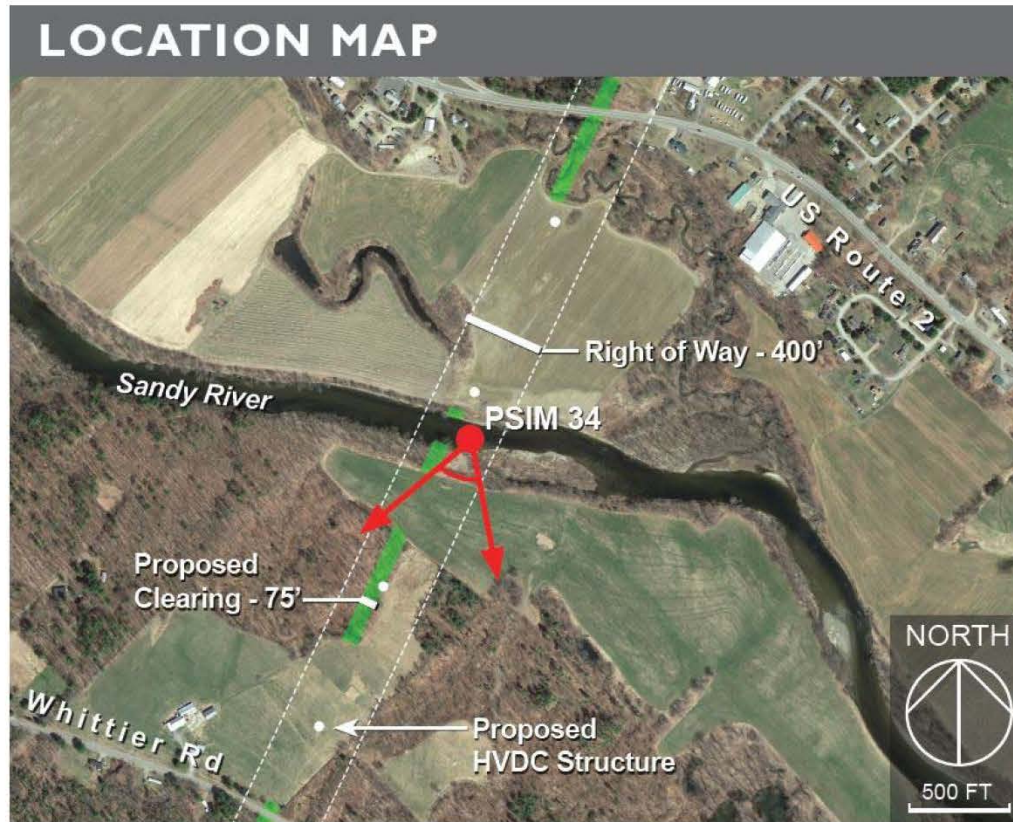 LOCATION MAP
US Route 2
Right of Way - 400'
Sandy River
PSIM 34
Proposed
Clearing - 75'
Whittier Rd
Proposed
HVDC Structure
NORTH
500 FT